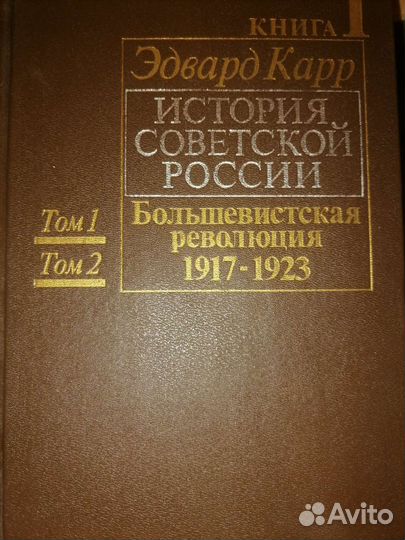 КНИГА 1
Эдвард Карр
ИСТОРИЯ
СОВЕТСКОЙ
РОССИИ
Том 1
Том 2
Большевистская
революция
1917-1923
Avito